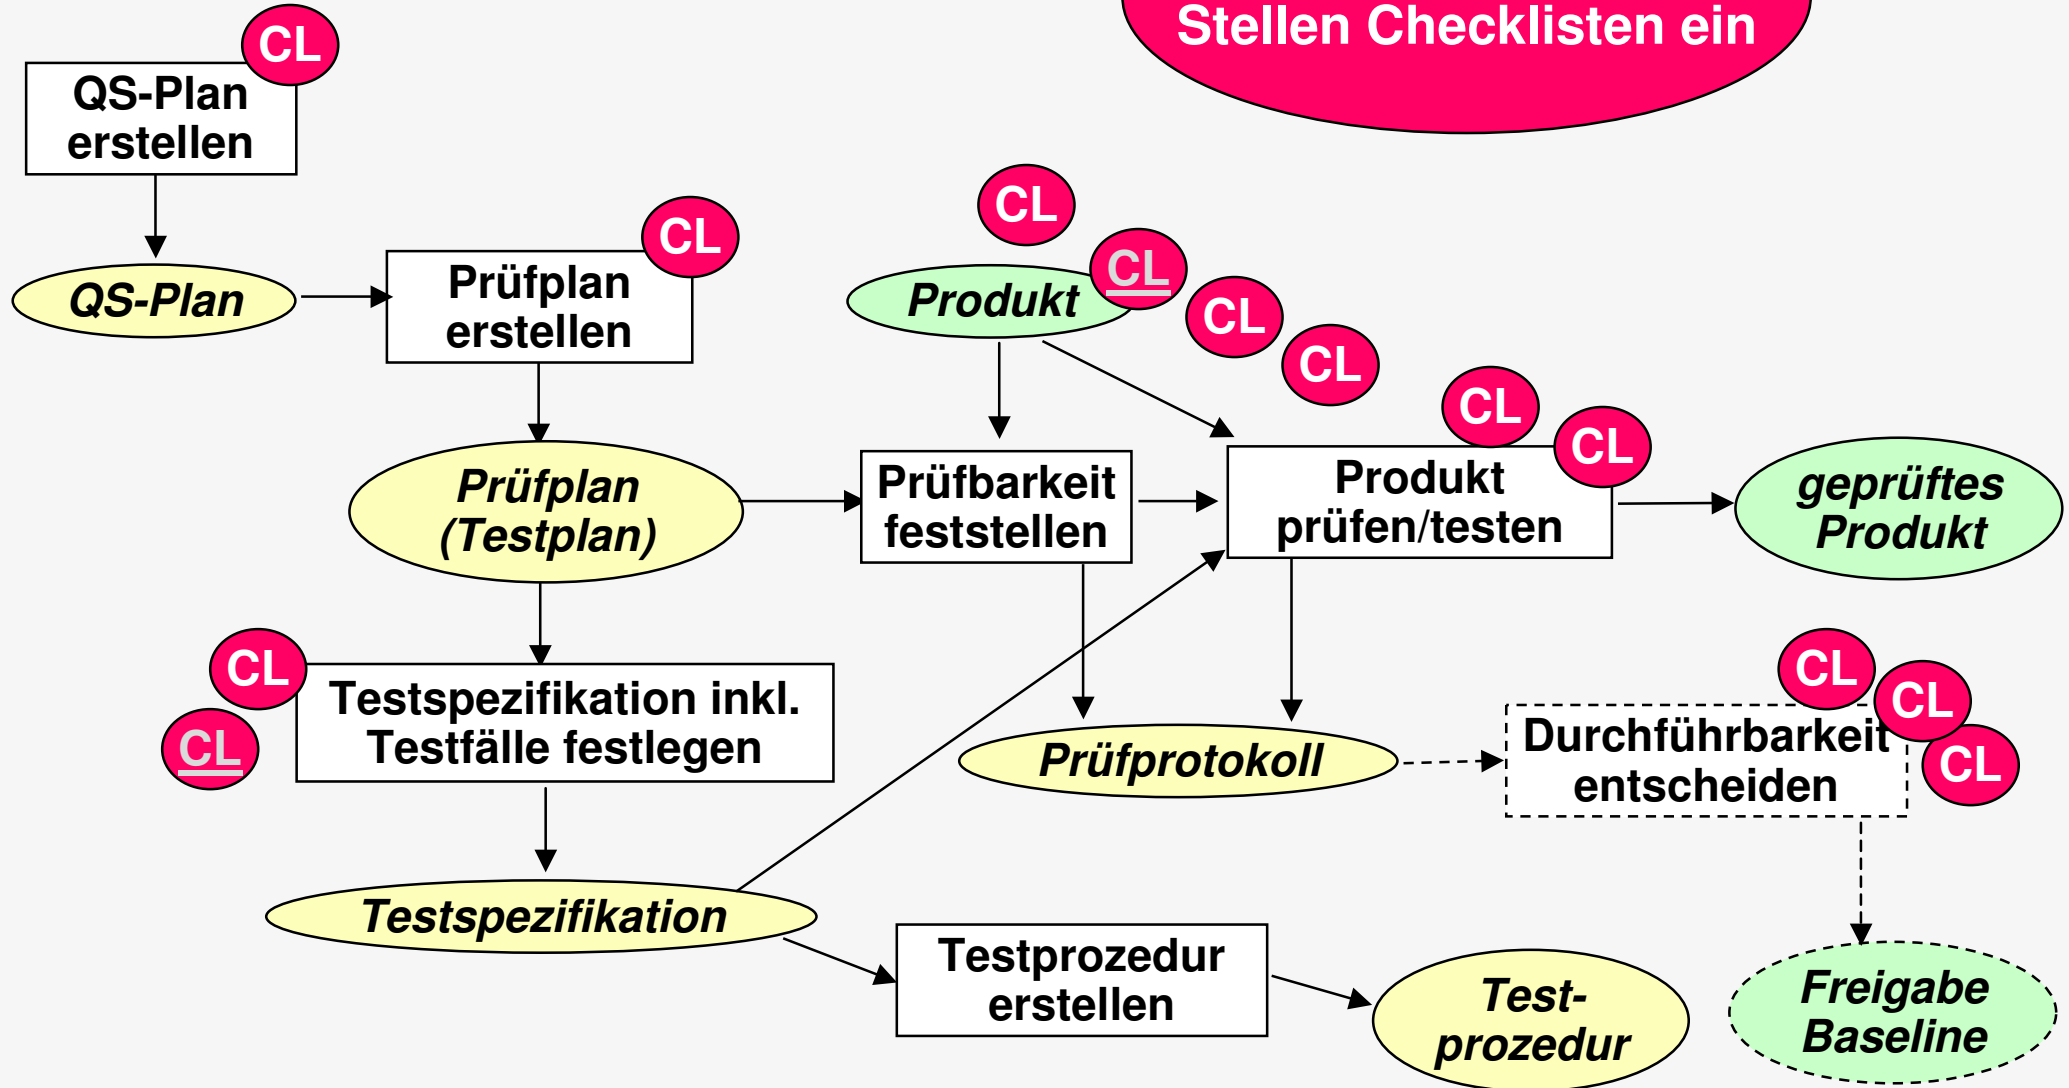 Stellen Checklisten ein
CL
QS-Plan
erstellen
CL
CL
QS-Plan
Prüfplan
erstellen
Produkt
CL
CL
CL
CL
CL
Prüfplan
(Testplan)
Prüfbarkeit
feststellen
Produkt
prüfen/testen
geprüftes
Produkt
CL
CL
Testspezifikation inkl.
Testfälle festlegen
Prüfprotokoll
CL
CL
CL
Durchführbarkeit
entscheiden
Testspezifikation
Testprozedur
erstellen
Test-
prozedur
Freigabe
Baseline